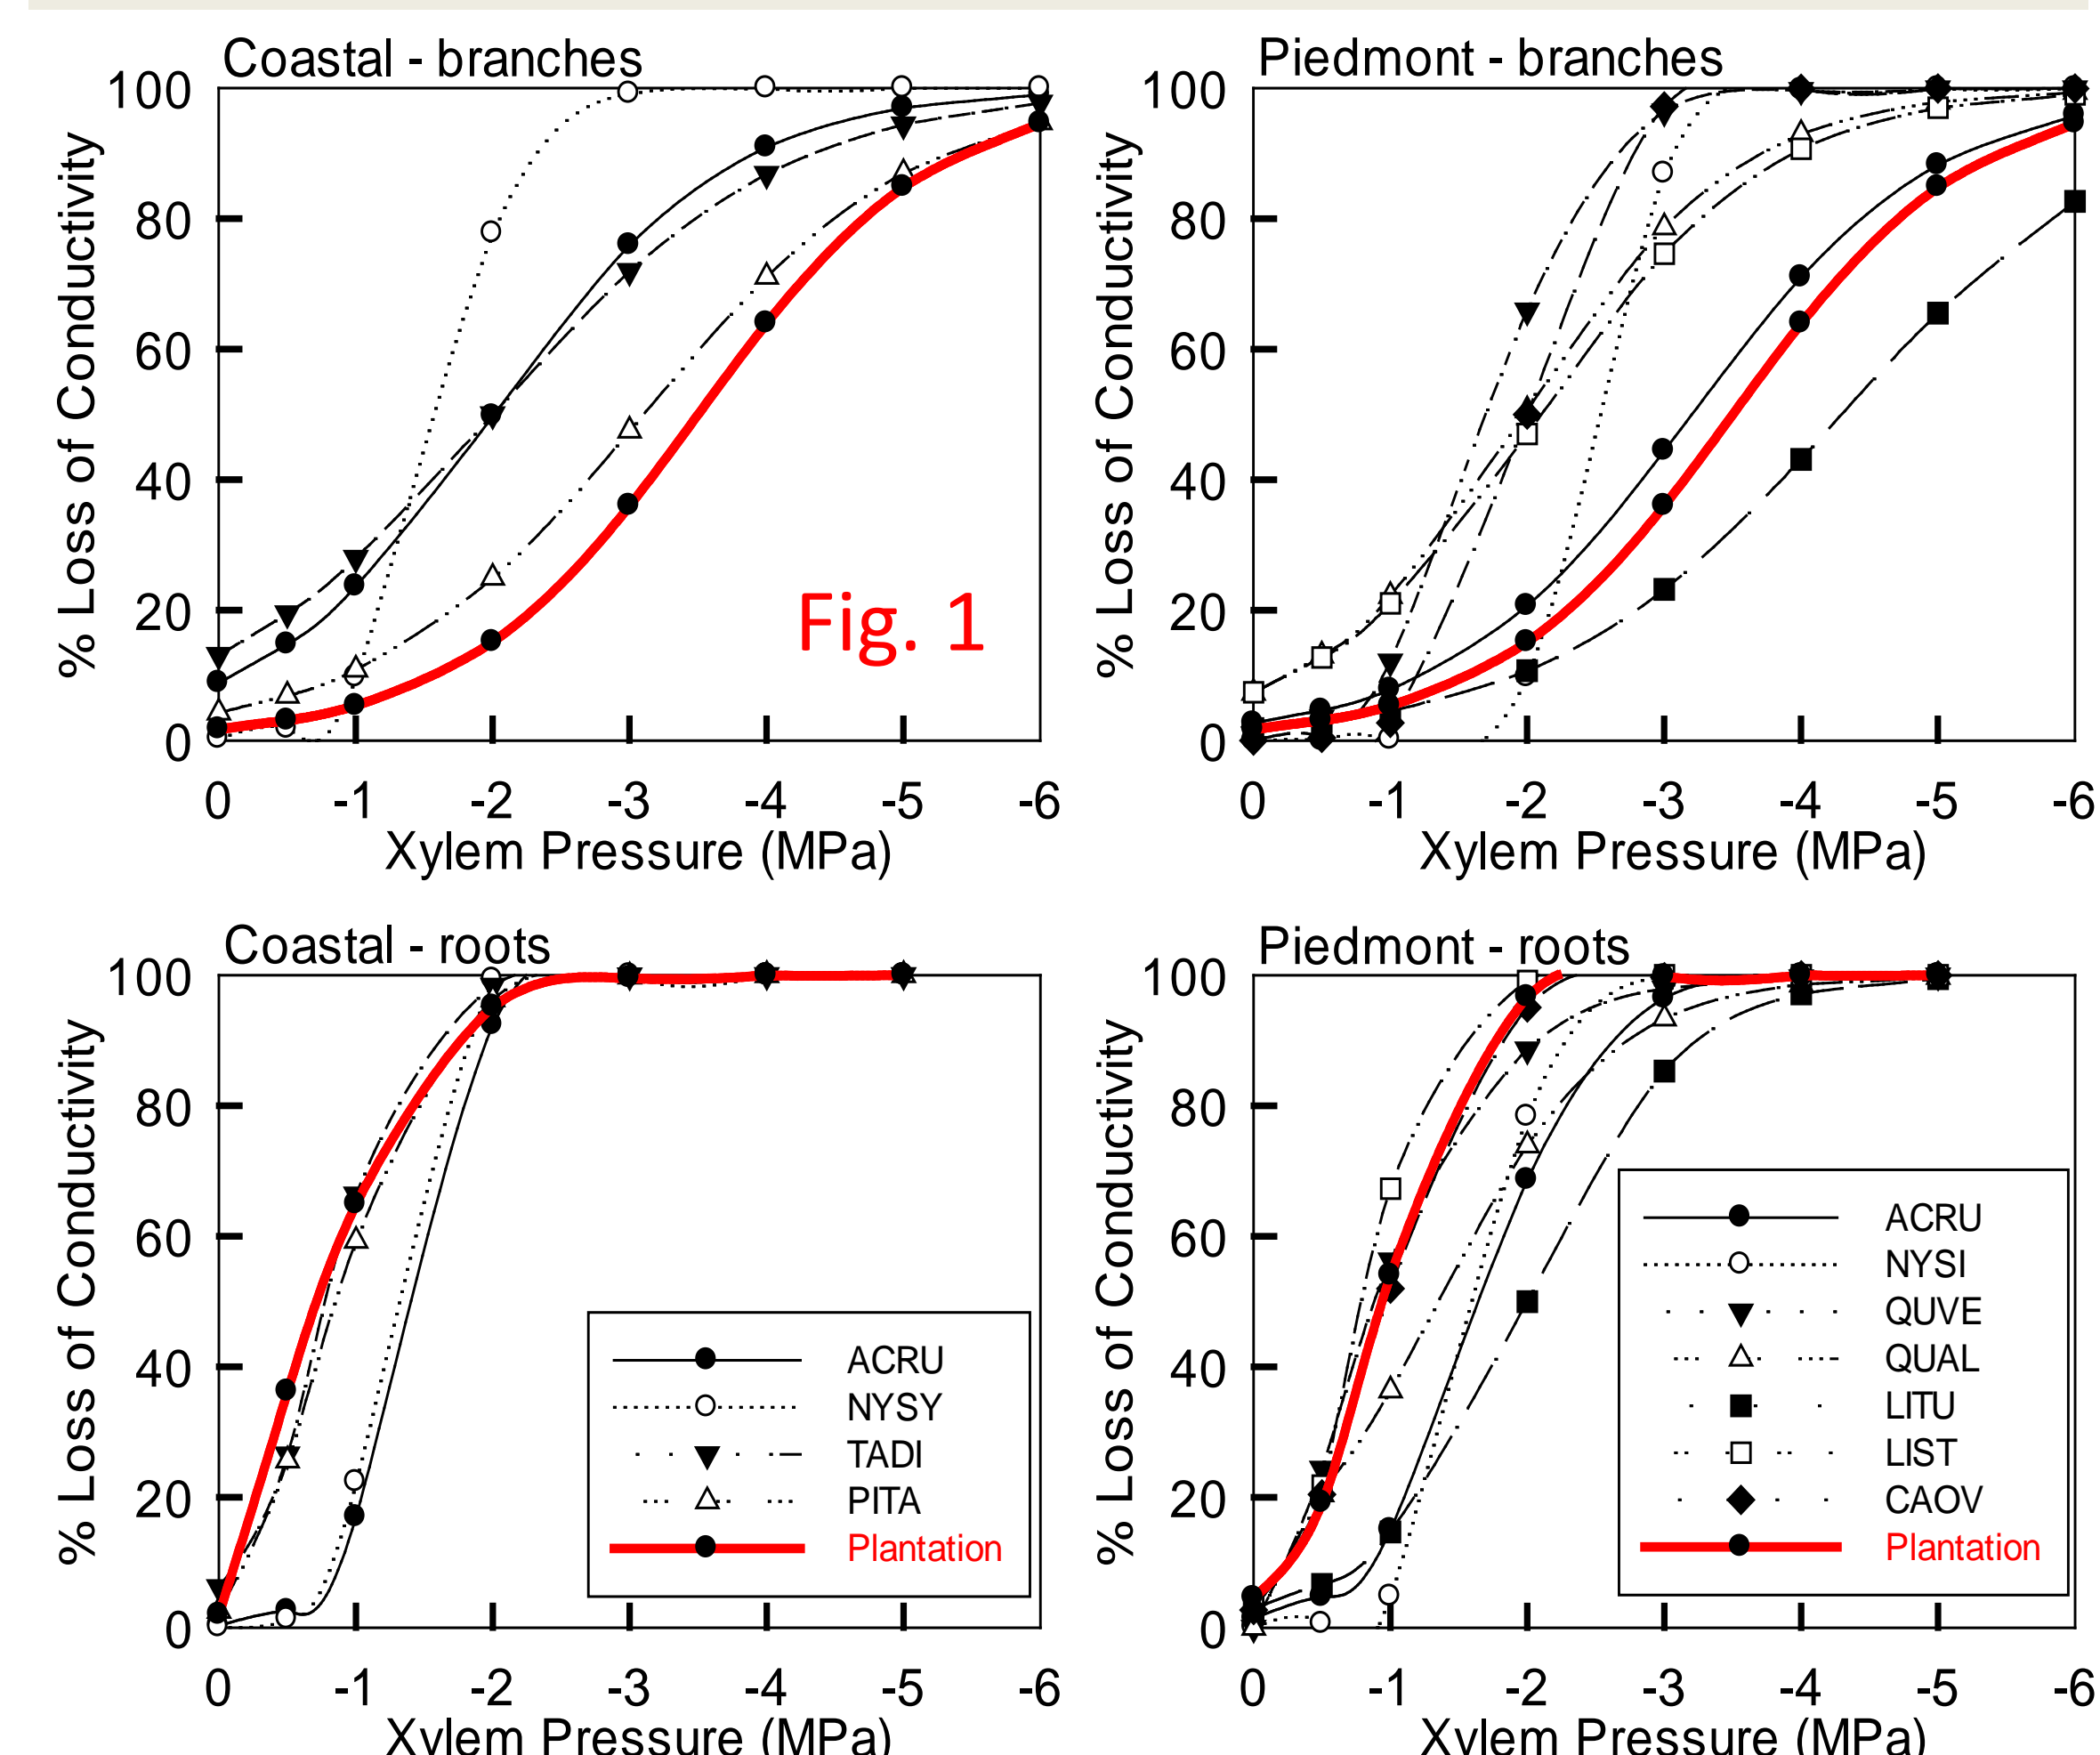 Coastal - branches
% Loss of Conductivity
100
80
60
40
20
0
Fig. 1
0 -1 -2 -3 -4 -5 -6
Xylem Pressure (MPa)
Piedmont - branches
% Loss of Conductivity
100
80
60
40
20
0
0 -1 -2 -3 -4 -5 -6
Xylem Pressure (MPa)
Coastal - roots
% Loss of Conductivity
100
80
60
40
20
0
ACRU
NYSY
TADI
PITA
Plantation
0 -1 -2 -3 -4 -5 -6
Xylem Pressure (MPa)
Piedmont - roots
% Loss of Conductivity
100
80
60
40
20
0
ACRU
NYSI
QUVE
QUAL
LITU
LIST
CAOV
Plantation
0 -1 -2 -3 -4 -5 -6
Xylem Pressure (MPa)